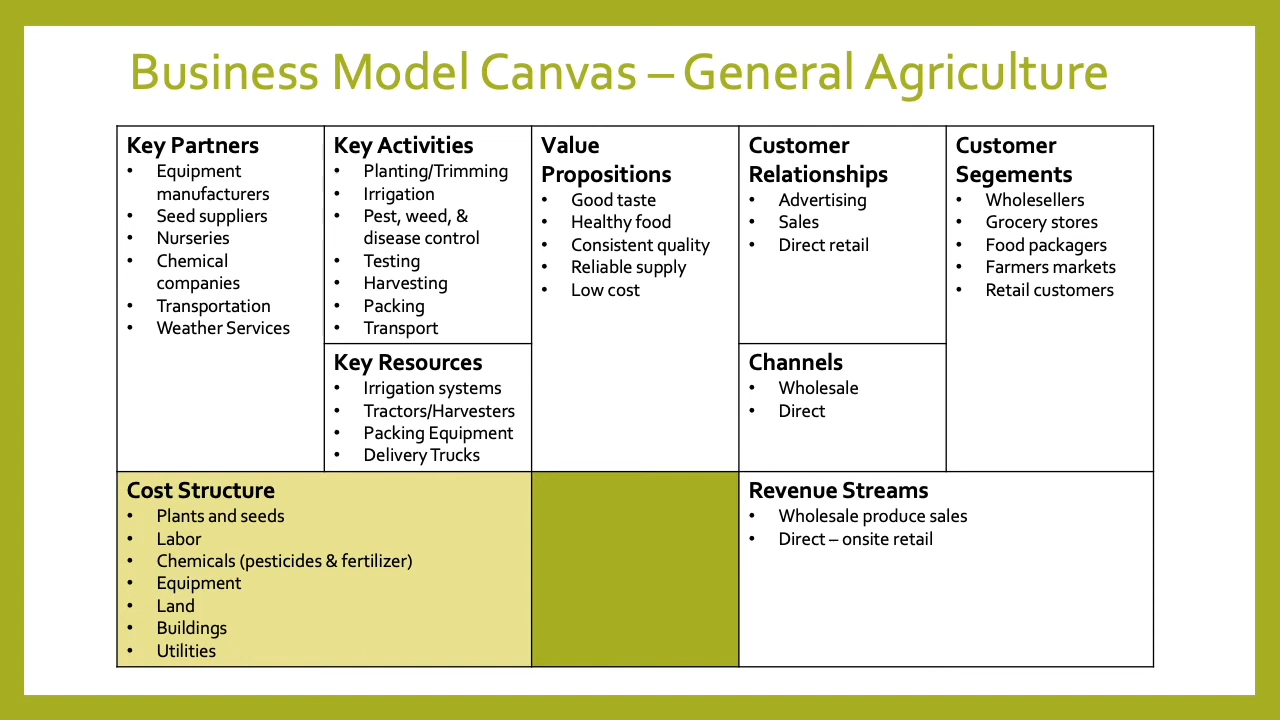 Business Model Canvas – General Agriculture
Key Partners
• Equipment
manufacturers
• Seed suppliers
• Nurseries
• Chemical
companies
• Transportation
• Weather Services
Key Activities
• Planting/Trimming
• Irrigation
• Pest, weed, &
disease control
• Testing
• Harvesting
• Packing
• Transport
Key Resources
• Irrigation systems
• Tractors/Harvesters
• Packing Equipment
• Delivery Trucks
Value
Propositions
• Good taste
• Healthy food
• Consistent quality
• Reliable supply
• Low cost
Customer
Relationships
• Advertising
• Sales
• Direct retail
Channels
• Wholesale
• Direct
Customer
Segements
• Wholesellers
• Grocery stores
• Food packagers
• Farmers markets
• Retail customers
Cost Structure
• Plants and seeds
• Labor
• Chemicals (pesticides & fertilizer)
• Equipment
• Land
• Buildings
• Utilities
Revenue Streams
• Wholesale produce sales
• Direct – onsite retail